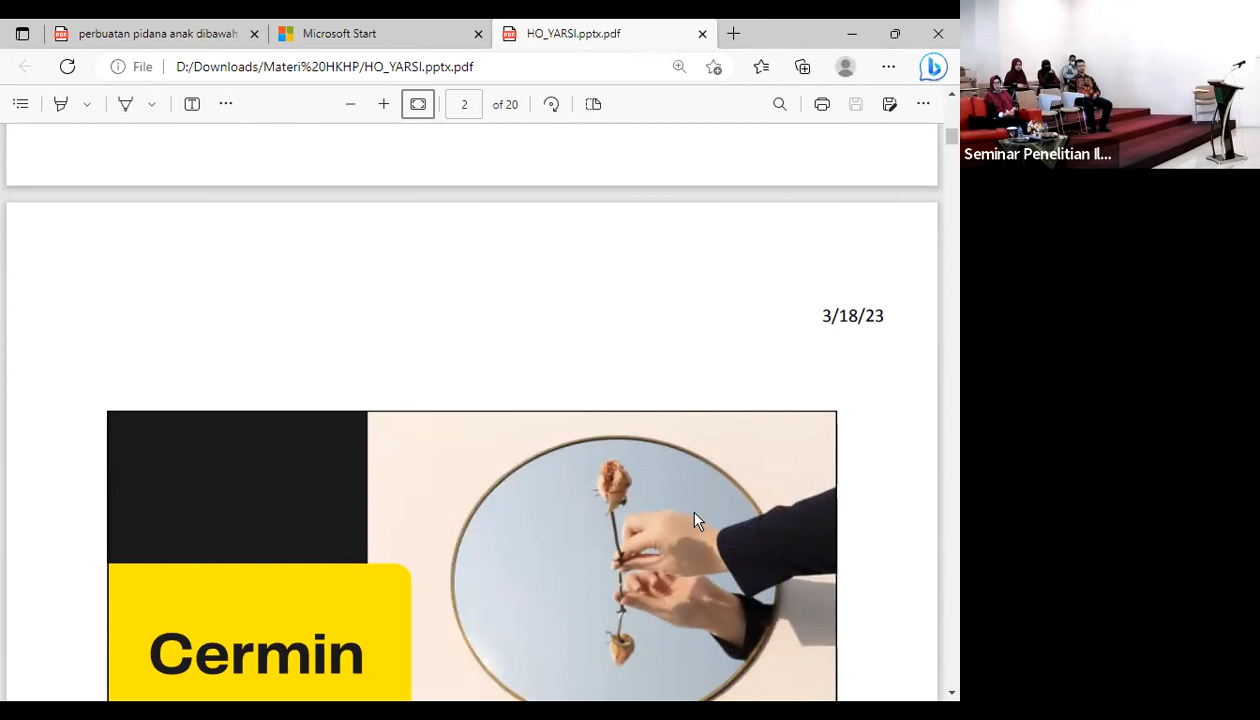 perbuatan pidana anak dibawah
Microsoft Start
HO_YARSI.pptx.pdf
File
D:/Downloads/Materi%20HKHP/HO_YARSI.pptx.pdf
2 of 20
Seminar Penelitian Il...
3/18/23
Cermin